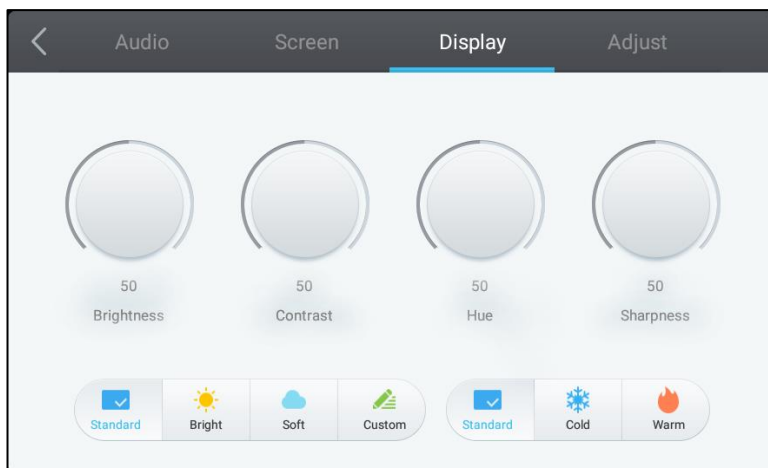 Audio Screen Display Adjust
50 50 50 50
Brightness Contrast Hue Sharpness
Standard Bright Soft Custom Standard Cold Warm